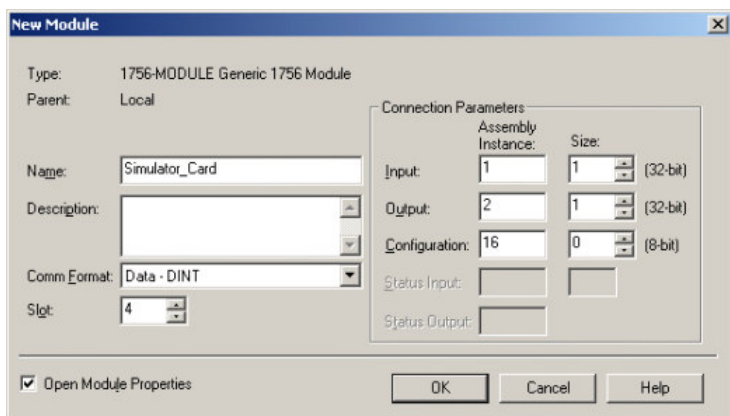 New Module
Type: 1756-MODULE Generic 1756 Module
Parent: Local
Connection Parameters
Assembly Instance: Size:
Name: Simulator_Card
Input: 1 1 (32-bit)
Description:
Output: 2 1 (32-bit)
Configuration: 16 0 (8-bit)
Comm Format: Data - DINT
Status Input:
Slot: 4
Status Output:
Open Module Properties
OK Cancel Help